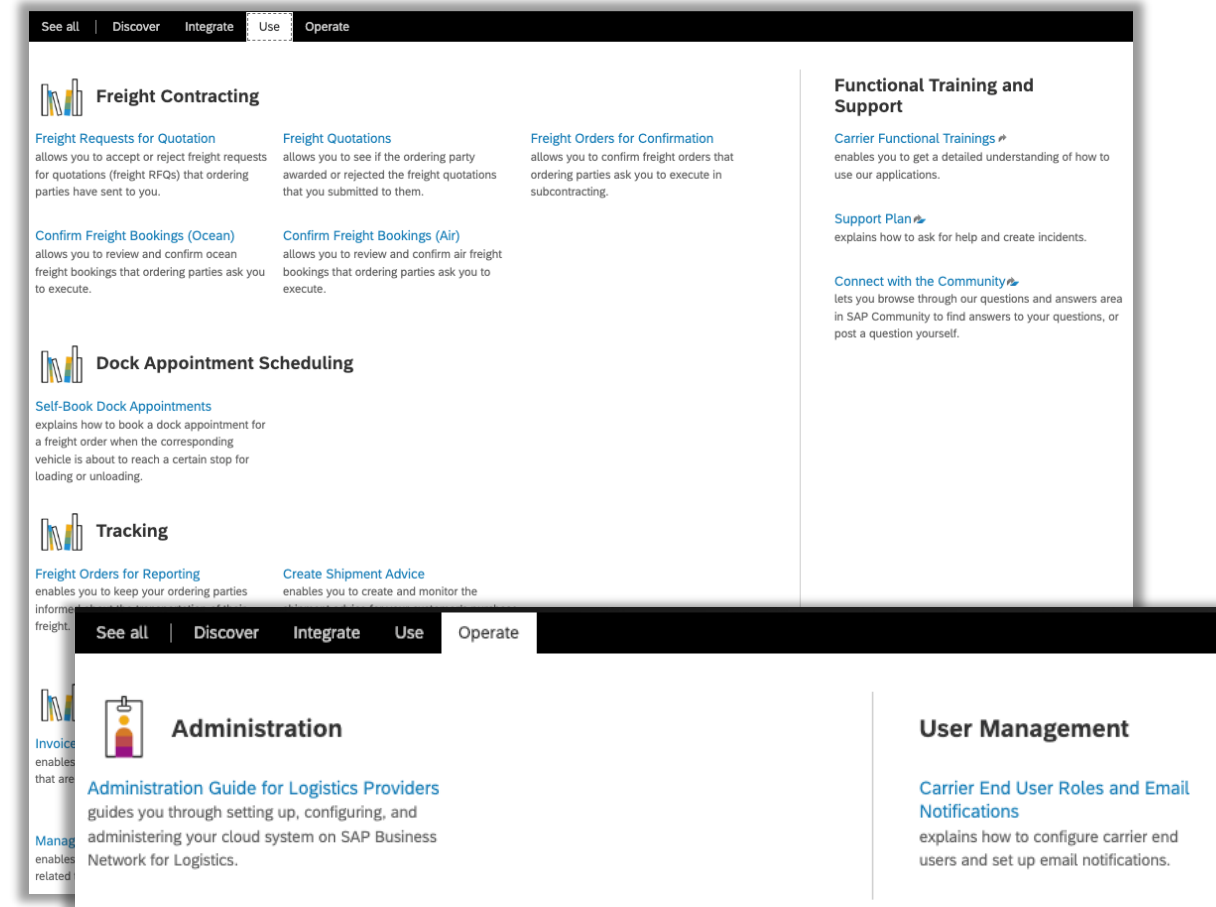 See all | Discover Integrate Use Operate
Freight Contracting
Freight Requests for Quotation
allows you to accept or reject freight requests
for quotations (freight RFQs) that ordering
parties have sent to you.
Freight Quotations
allows you to see if the ordering party
awarded or rejected the freight quotations
that you submitted to them.
Freight Orders for Confirmation
allows you to confirm freight orders that
ordering parties ask you to execute in
subcontracting.
Confirm Freight Bookings (Ocean)
allows you to review and confirm ocean
freight bookings that ordering parties ask you
to execute.
Confirm Freight Bookings (Air)
allows you to review and confirm air freight
bookings that ordering parties ask you to
execute.
Dock Appointment Scheduling
Self-Book Dock Appointments
explains how to book a dock appointment for
a freight order when the corresponding
vehicle is about to reach a certain stop for
loading or unloading.
Tracking
Freight Orders for Reporting
enables you to keep your ordering parties
freight.
Create Shipment Advice
enables you to create and monitor the
Invoice
enables
that are
Manag
enables
related
Functional Training and
Support
Carrier Functional Trainings
enables you to get a detailed understanding of how to
use our applications.
Support Plan
explains how to ask for help and create incidents.
Connect with the Community
lets you browse through our questions and answers area
in SAP Community to find answers to your questions, or
post a question yourself.
See all | Discover Integrate Use Operate
Administration
Administration Guide for Logistics Providers
guides you through setting up, configuring, and
administering your cloud system on SAP Business
Network for Logistics.
User Management
Carrier End User Roles and Email
Notifications
explains how to configure carrier end
users and set up email notifications.